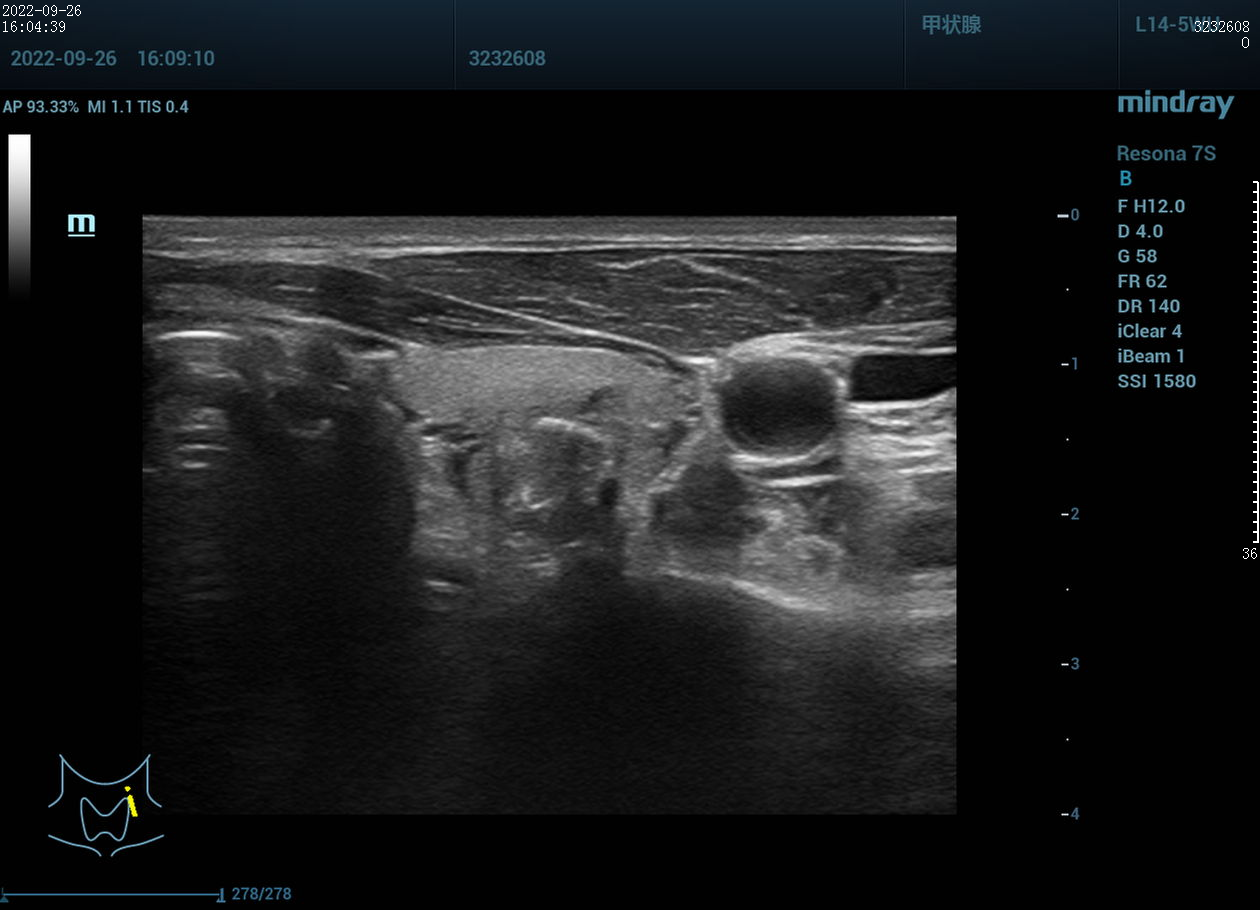 2022-09-26
16:04:39
甲状腺
3232608
0
2022-09-26 16:09:10
3232608
AP 93.33% MI 1.1 TIS 0.4
mindray
Resona 7S
B
m
F H12.0
D 4.0
G 58
FR 62
DR 140
iClear 4
iBeam 1
SSI 1580
0
1
2
36
3
4
278/278